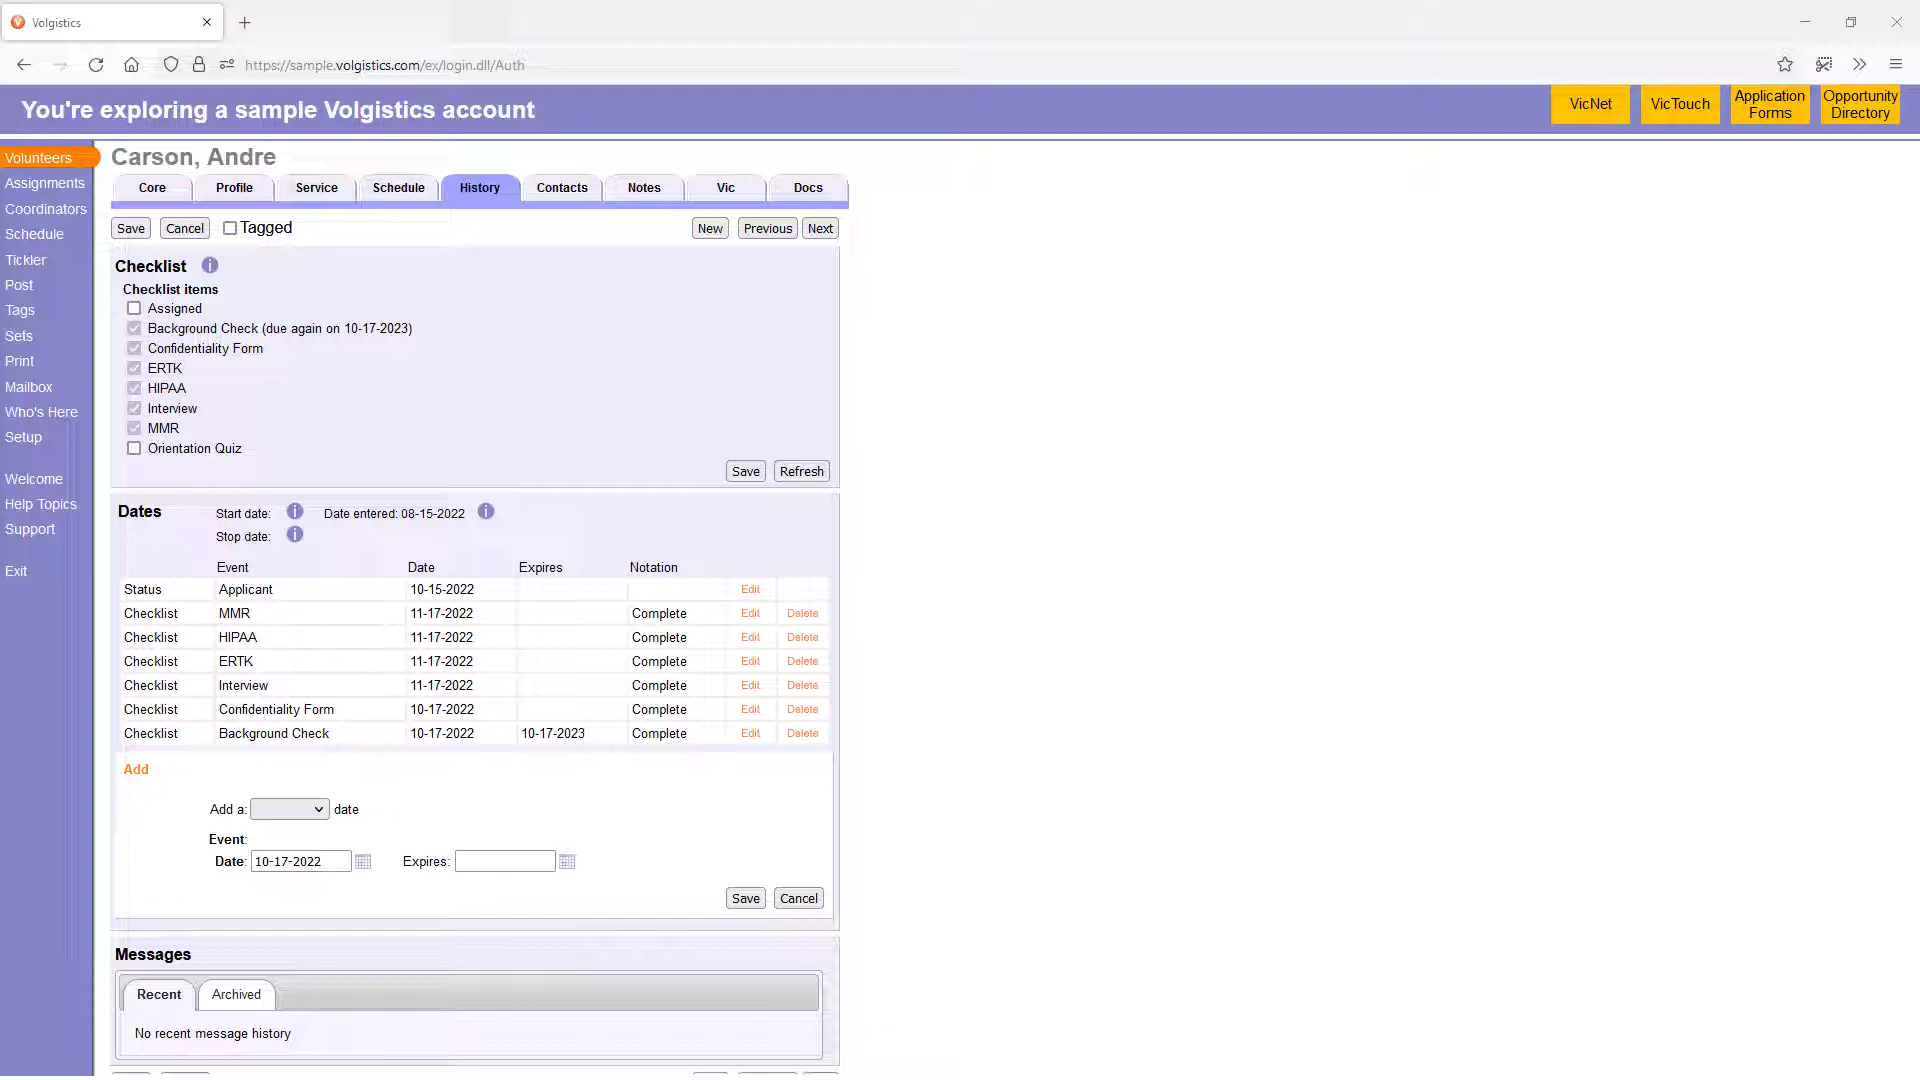 Volgistics
https://sample.volgistics.com/ex/login.dll/Auth
You're exploring a sample Volgistics account
VicNet
VicTouch
Application
Forms
Opportunity
Directory
Volunteers
Assignments
Coordinators
Schedule
Tickler
Post
Tags
Sets
Print
Mailbox
Who's Here
Setup
Welcome
Help Topics
Support
Exit
Carson, Andre
Core Profile Service Schedule History Contacts Notes Vic Docs
Save Cancel Tagged New Previous Next
Checklist i
Checklist items
Assigned
Background Check (due again on 10-17-2023)
Confidentiality Form
ERTK
HIPAA
Interview
MMR
Orientation Quiz
Save Refresh
Dates Start date: i Date entered: 08-15-2022 i
Stop date: i
Event Date Expires Notation
Status Applicant 10-15-2022 Edit
Checklist MMR 11-17-2022 Complete Edit Delete
Checklist HIPAA 11-17-2022 Complete Edit Delete
Checklist ERTK 11-17-2022 Complete Edit Delete
Checklist Interview 11-17-2022 Complete Edit Delete
Checklist Confidentiality Form 10-17-2022 Complete Edit Delete
Checklist Background Check 10-17-2022 10-17-2023 Complete Edit Delete
Add
Add a: date
Event:
Date: 10-17-2022 Expires:
Save Cancel
Messages
Recent Archived
No recent message history